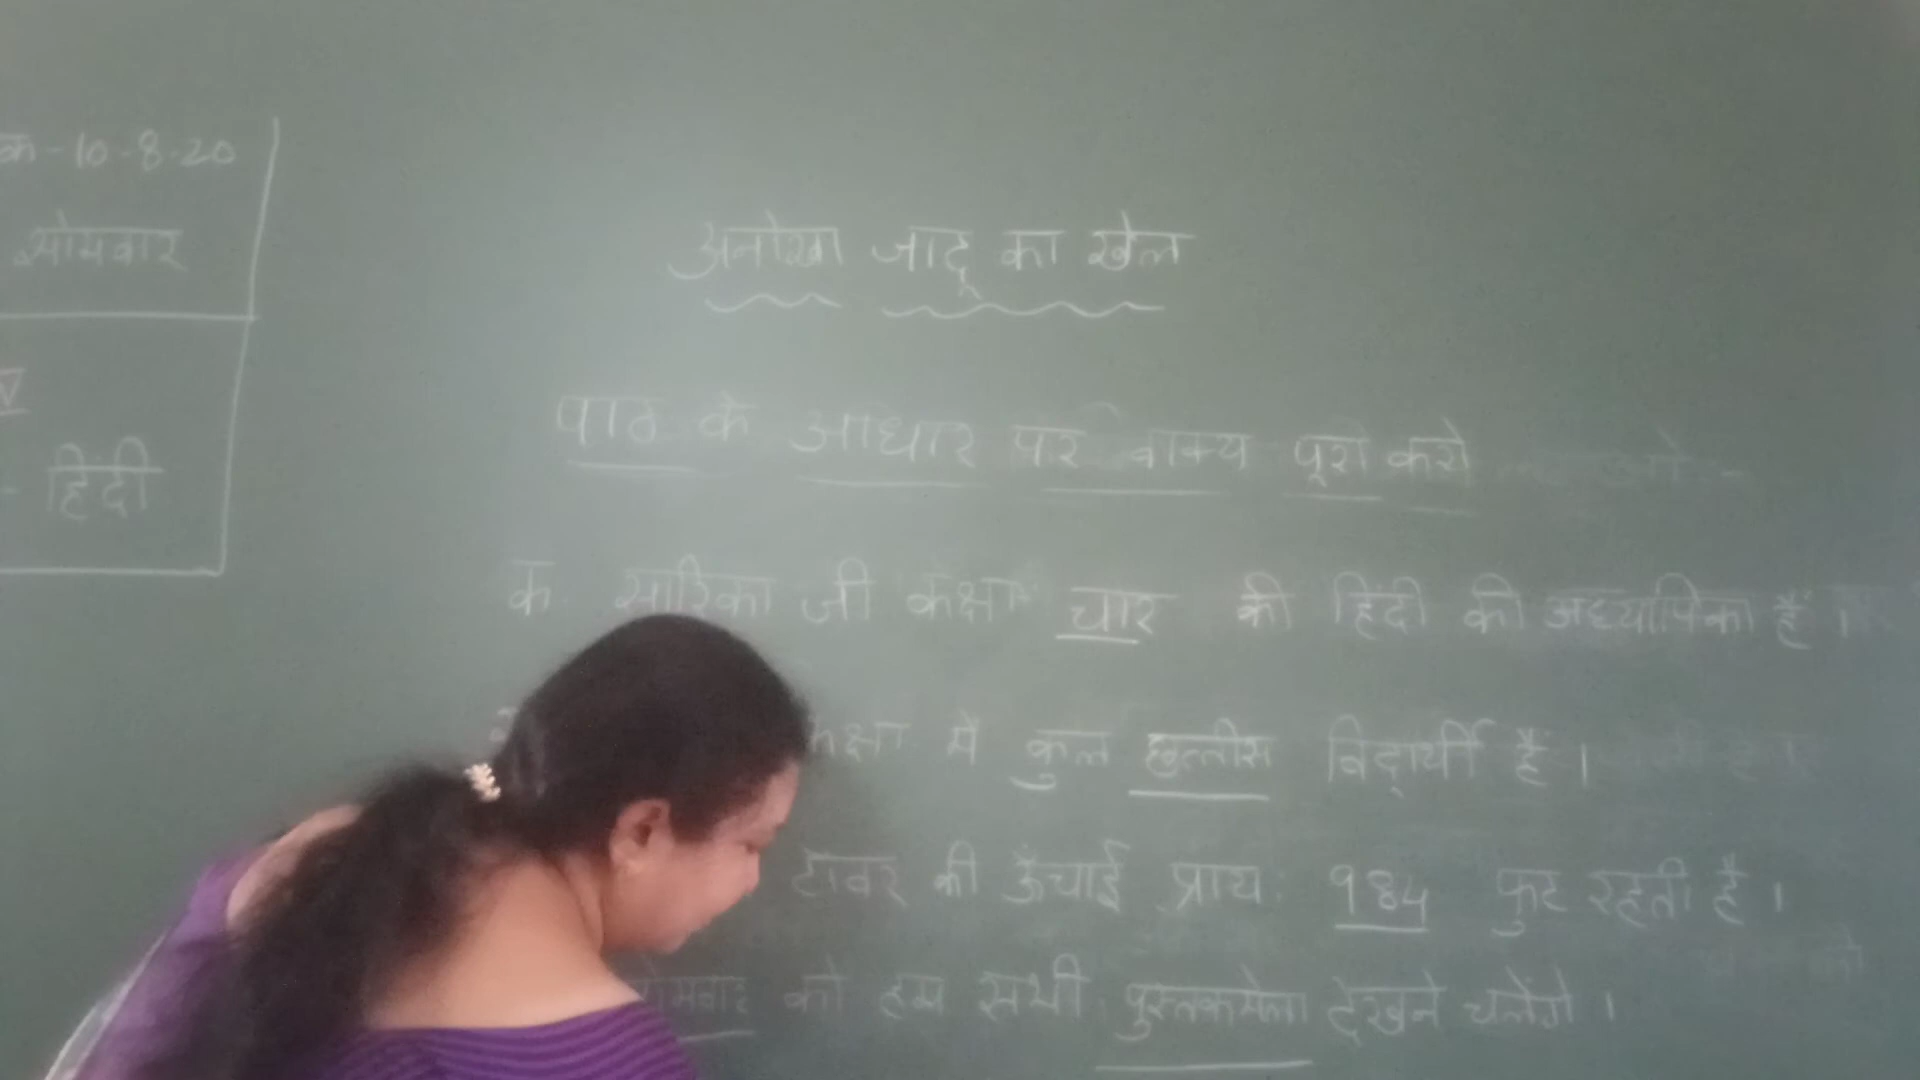 क - 10-8-20
सोमवार
- हिंदी
अनोखा जादू का खेल
पाठ के आधार पर वाक्य पूरो करो
क. सारिका जी कक्षा चार की हिंदी की अध्यापिका हैं ।
कक्षा में कुल छत्तीस विद्यार्थी हैं ।
टावर की ऊँचाई प्राय: १84 फुट रहती है ।
सोमवार को हम सभी पुस्तकमेला देखने चलेंगे ।